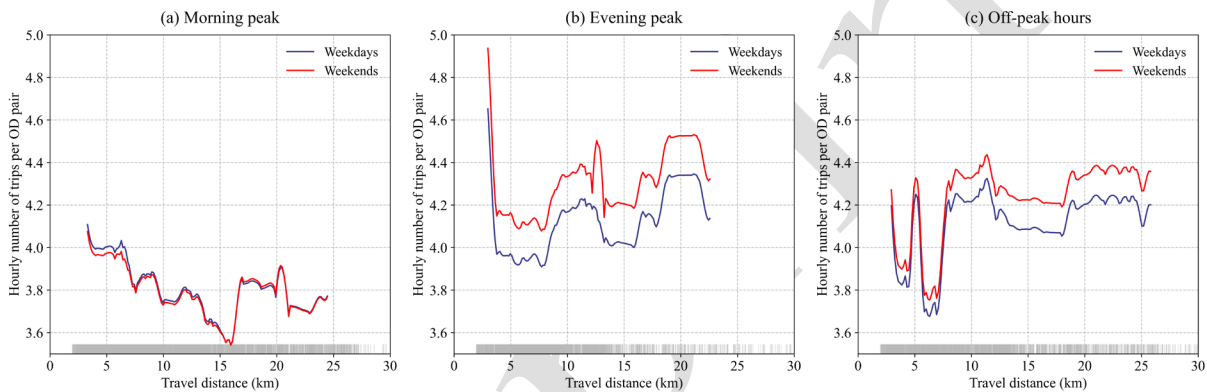 (a) Morning peak
Hourly number of trips per OD pair
5.0
4.8
4.6
4.4
4.2
4.0
3.8
3.6
Weekdays
Weekends
0 5 10 15 20 25 30
Travel distance (km)
(b) Evening peak
Hourly number of trips per OD pair
5.0
4.8
4.6
4.4
4.2
4.0
3.8
3.6
Weekdays
Weekends
0 5 10 15 20 25 30
Travel distance (km)
(c) Off-peak hours
Hourly number of trips per OD pair
5.0
4.8
4.6
4.4
4.2
4.0
3.8
3.6
Weekdays
Weekends
0 5 10 15 20 25 30
Travel distance (km)